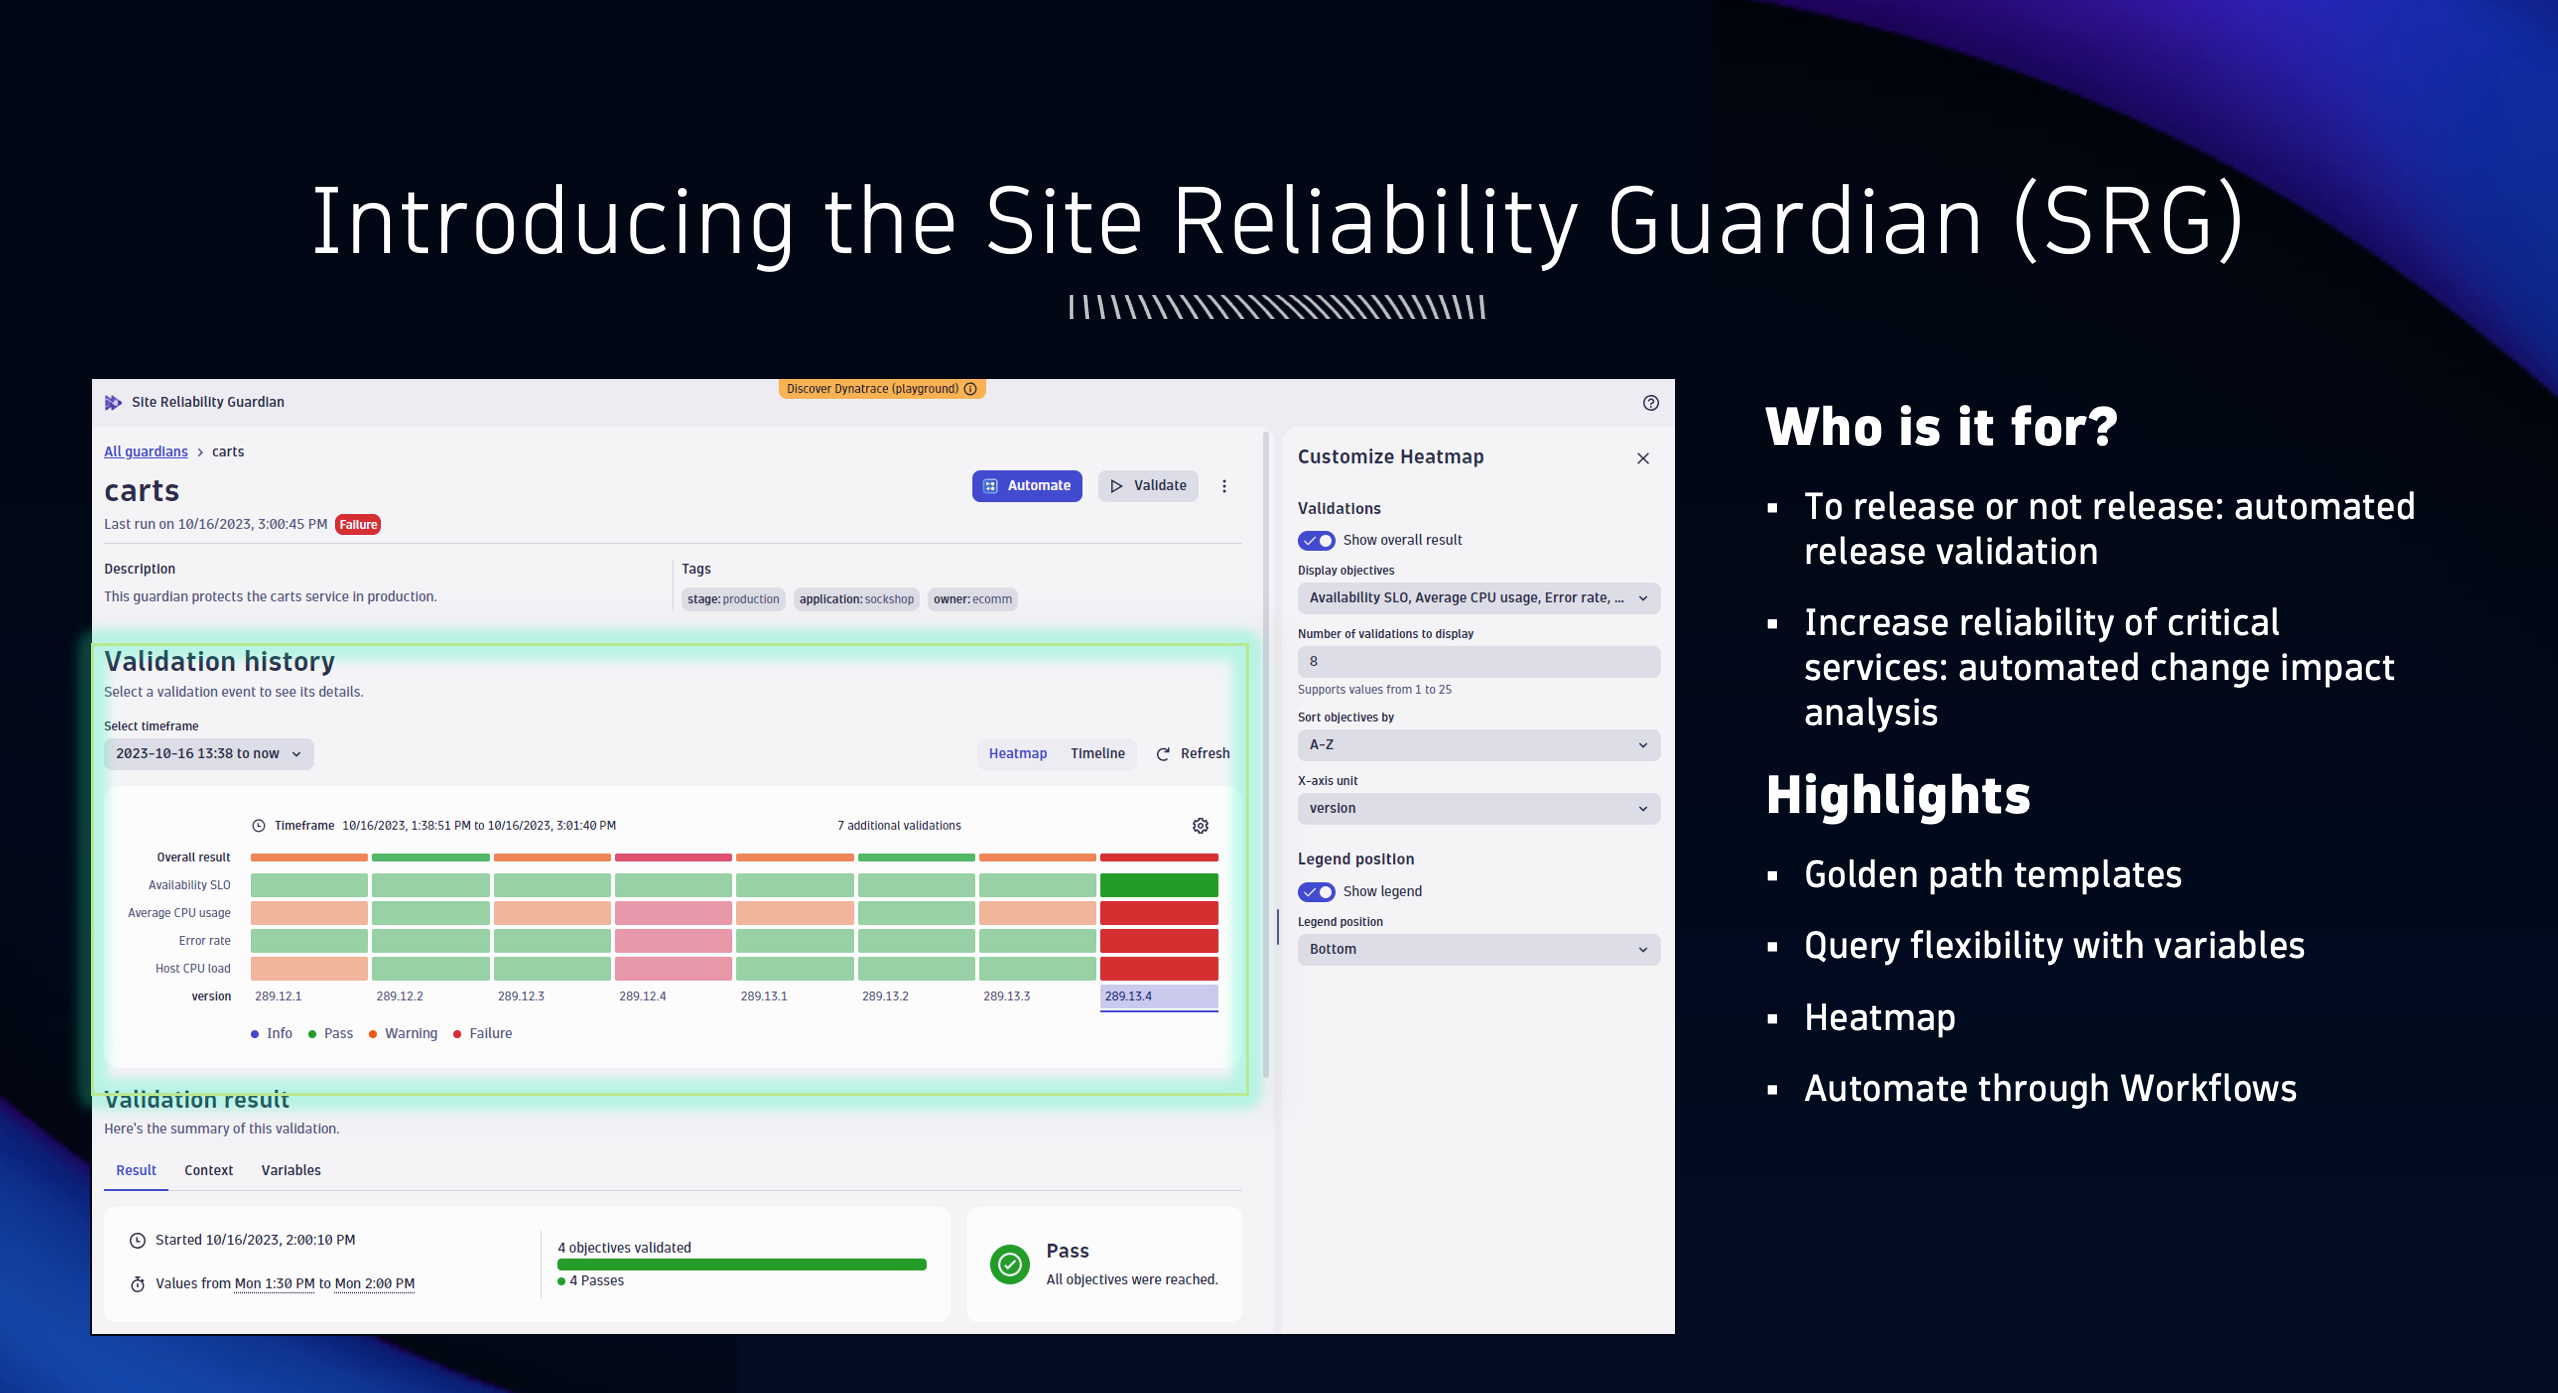 Introducing the Site Reliability Guardian (SRG)
Discover Dynatrace (playground)
Site Reliability Guardian
All guardians > carts
carts
Automate
Validate
Last run on 10/16/2023, 3:00:45 PM Failure
Description
This guardian protects the carts service in production.
Tags
stage: production application: sockshop owner: ecomm
Validation history
Select a validation event to see its details.
Select timeframe
2023-10-16 13:38 to now
Heatmap Timeline Refresh
Timeframe 10/16/2023, 1:38:51 PM to 10/16/2023, 3:01:40 PM
7 additional validations
Overall result
Availability SLO
Average CPU usage
Error rate
Host CPU load
version 289.12.1 289.12.2 289.12.3 289.12.4 289.13.1 289.13.2 289.13.3 289.13.4
Info Pass Warning Failure
Validation result
Here's the summary of this validation.
Result Context Variables
Started 10/16/2023, 2:00:10 PM
Values from Mon 1:30 PM to Mon 2:00 PM
4 objectives validated
4 Passes
Pass
All objectives were reached.
Customize Heatmap
Validations
Show overall result
Display objectives
Availability SLO, Average CPU usage, Error rate, ...
Number of validations to display
8
Supports values from 1 to 25
Sort objectives by
A-Z
X-axis unit
version
Legend position
Show legend
Legend position
Bottom
Who is it for?
▪ To release or not release: automated
release validation
▪ Increase reliability of critical
services: automated change impact
analysis
Highlights
▪ Golden path templates
▪ Query flexibility with variables
▪ Heatmap
▪ Automate through Workflows